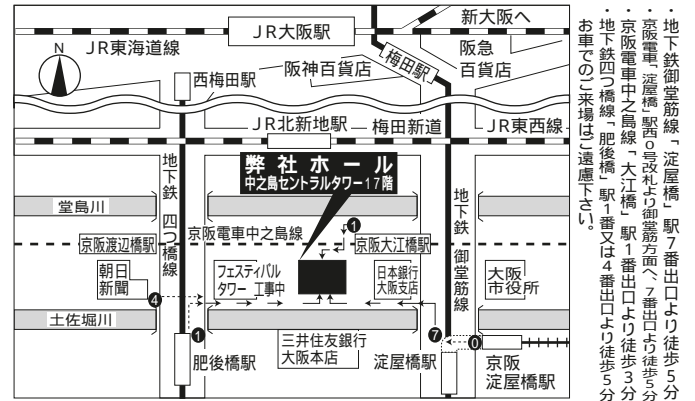 新大阪へ
JR大阪駅
JR東海道線
阪急
百貨店
梅田駅
N
西梅田駅
阪神百貨店
JR北新地駅
梅田新道
JR東西線
弊社ホール
中之島セントラルタワー17階
地下鉄 四つ橋線
地下鉄 御堂筋線
堂島川
1
京阪電車中之島線
京阪渡辺橋駅
京阪大江橋駅
朝日
新聞
フェスティバル
タワー 工事中
日本銀行
大阪支店
大阪
市役所
4
土佐堀川
1
7
0
三井住友銀行
大阪本店
肥後橋駅
淀屋橋駅
京阪
淀屋橋駅
・地下鉄御堂筋線「淀屋橋」駅7番出口より徒歩5分
・京阪電車「淀屋橋」駅西0号改札より御堂筋方面へ、7番出口より徒歩5分
・京阪電車中之島線「大江橋」駅1番出口より徒歩3分
・地下鉄四つ橋線「肥後橋」駅1番又は4番出口より徒歩5分
お車でのご来場はご遠慮下さい。